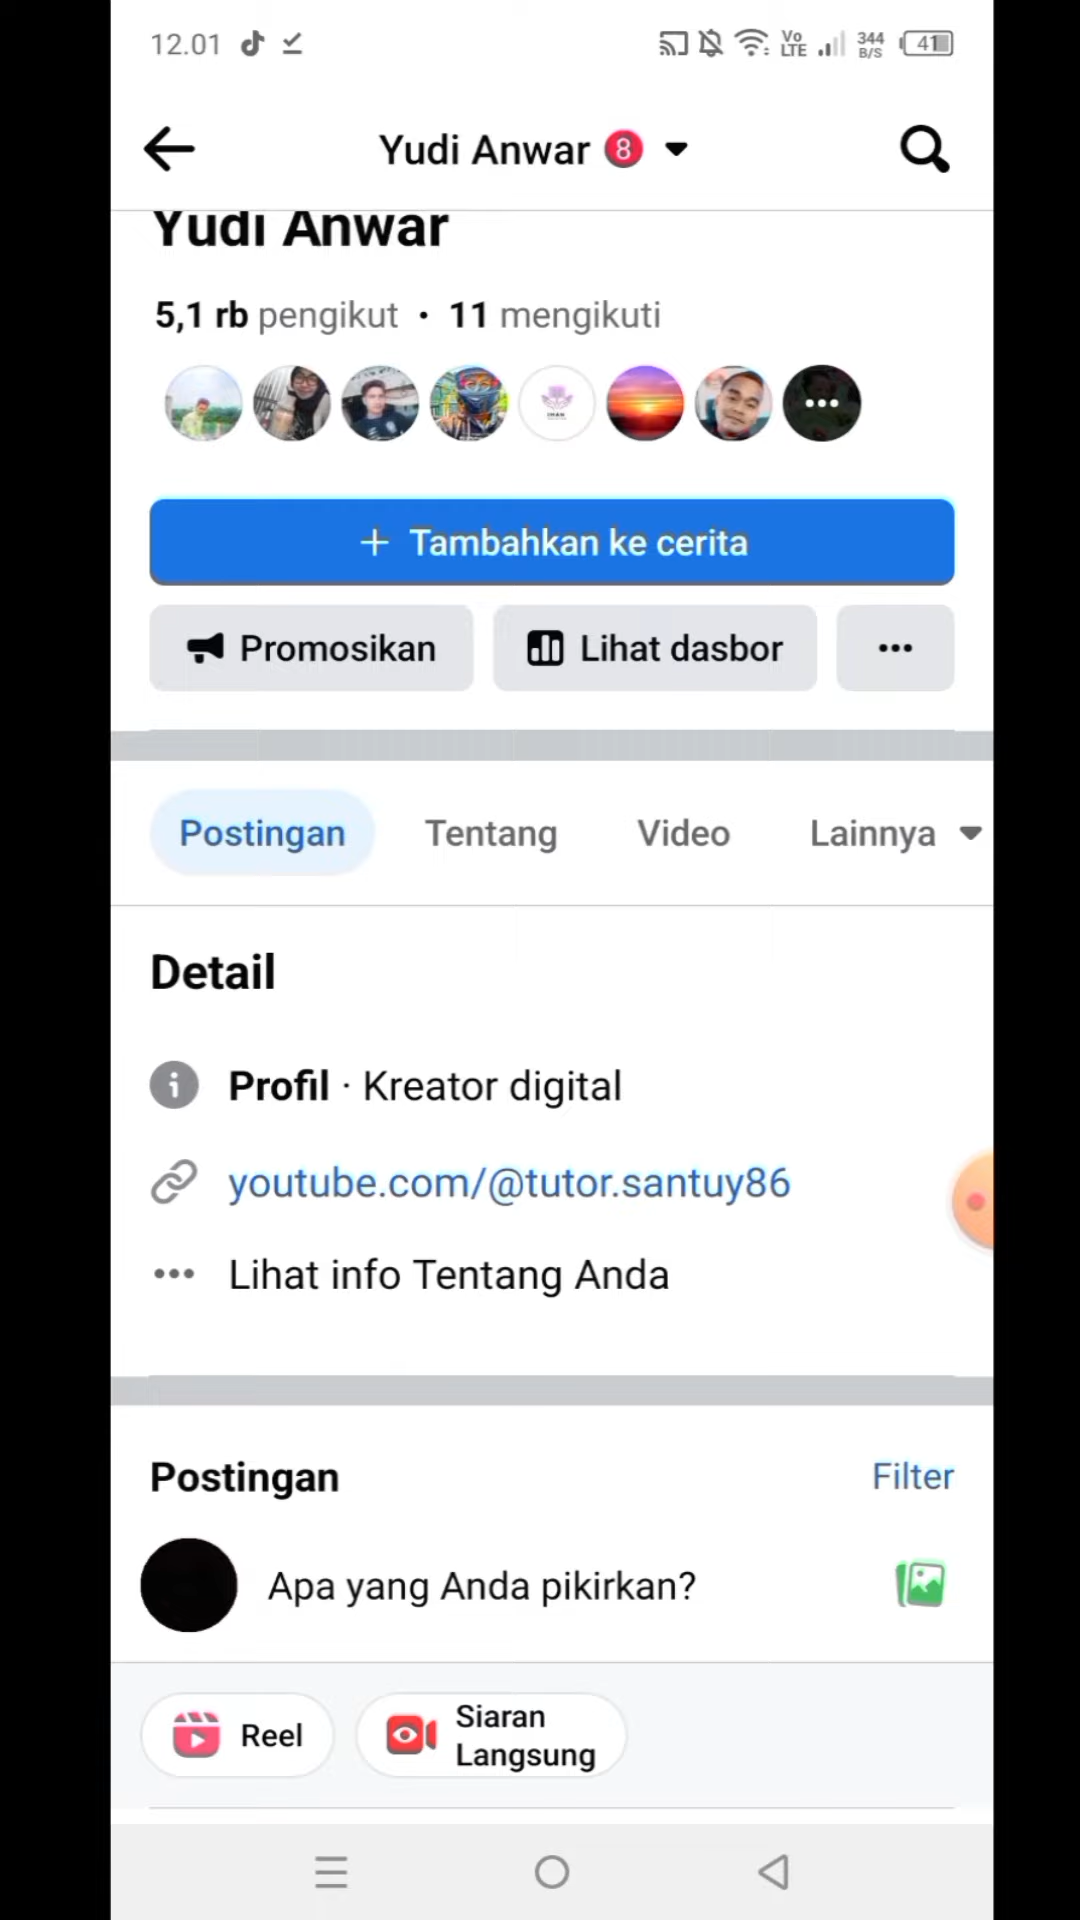 12.01
Vo LTE
344 B/S
41
Yudi Anwar 8
Yudi Anwar
5,1 rb pengikut • 11 mengikuti
+ Tambahkan ke cerita
Promosikan
Lihat dasbor
Postingan
Tentang
Video
Lainnya
Detail
Profil · Kreator digital
youtube.com/@tutor.santuy86
Lihat info Tentang Anda
Postingan
Filter
Apa yang Anda pikirkan?
Reel
Siaran
Langsung